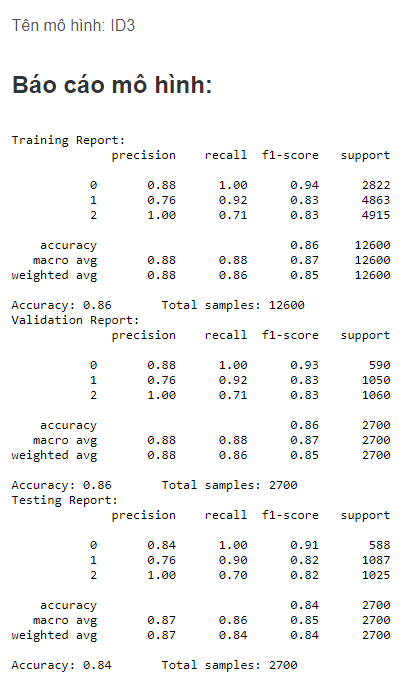 Tên mô hình: ID3
Báo cáo mô hình:
Training Report:
precision recall f1-score support
0 0.88 1.00 0.94 2822
1 0.76 0.92 0.83 4863
2 1.00 0.71 0.83 4915
accuracy 0.86 12600
macro avg 0.88 0.88 0.87 12600
weighted avg 0.88 0.86 0.85 12600
Accuracy: 0.86 Total samples: 12600
Validation Report:
precision recall f1-score support
0 0.88 1.00 0.93 590
1 0.76 0.92 0.83 1050
2 1.00 0.71 0.83 1060
accuracy 0.86 2700
macro avg 0.88 0.88 0.87 2700
weighted avg 0.88 0.86 0.85 2700
Accuracy: 0.86 Total samples: 2700
Testing Report:
precision recall f1-score support
0 0.84 1.00 0.91 588
1 0.76 0.90 0.82 1087
2 1.00 0.70 0.82 1025
accuracy 0.84 2700
macro avg 0.87 0.86 0.85 2700
weighted avg 0.87 0.84 0.84 2700
Accuracy: 0.84 Total samples: 2700